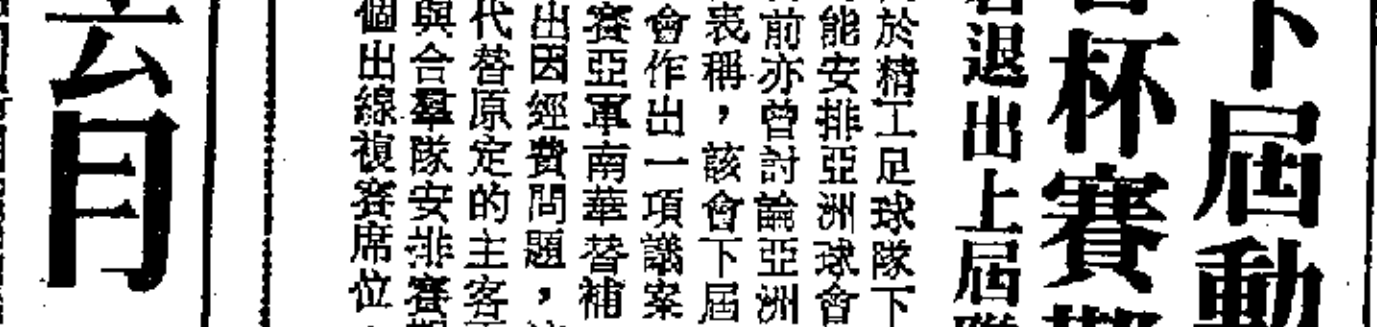 下屆動
杯賽
退出上屆
於精工足球隊下
能安排亞洲球會
前亦曾討論亞洲
表稱，該會下屆
會作出一項議案
賽亞軍南華替補
出因經費問題，
代替原定的主客
與合羣隊安排賽期
個出線複賽席位
育